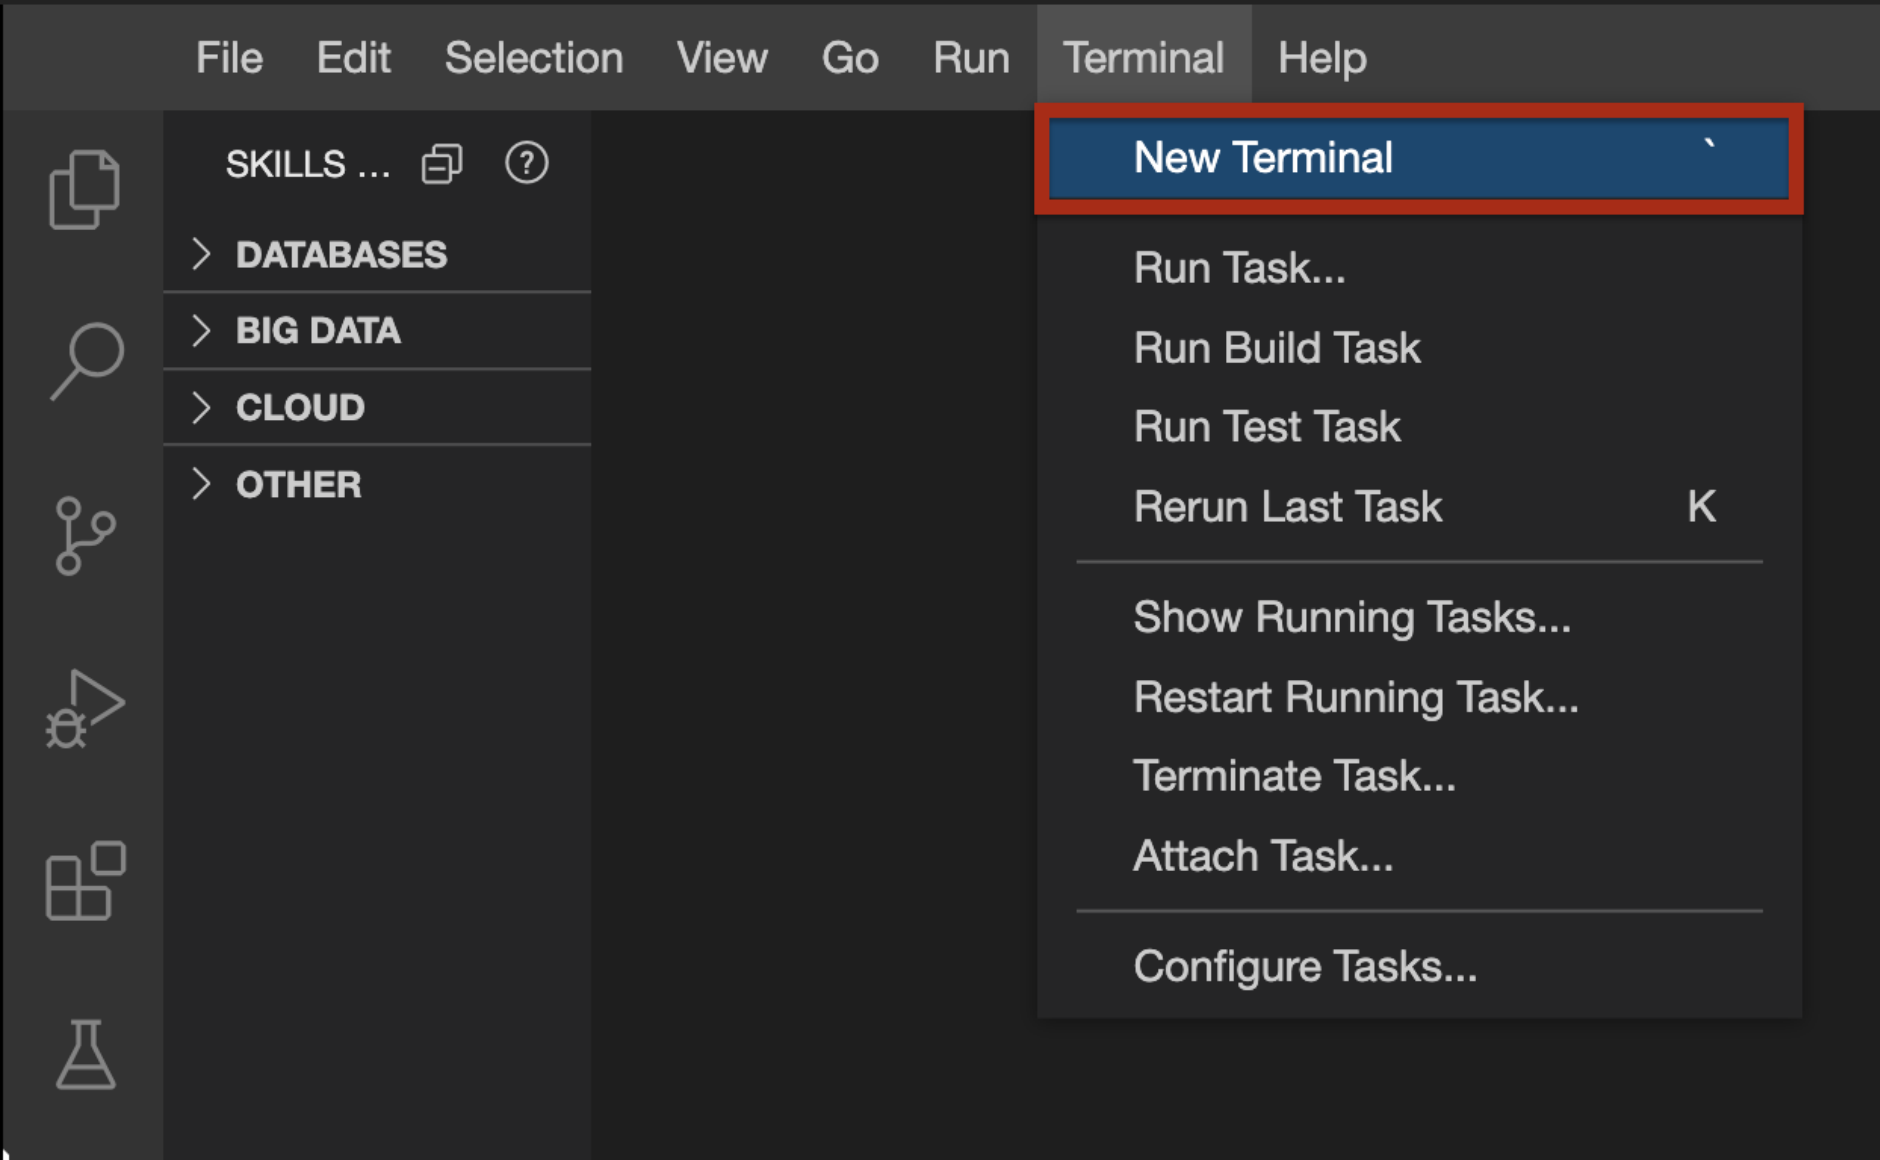 File Edit Selection View Go Run Terminal Help
SKILLS ...
DATABASES
BIG DATA
CLOUD
OTHER
New Terminal `
Run Task...
Run Build Task
Run Test Task
Rerun Last Task K
Show Running Tasks...
Restart Running Task...
Terminate Task...
Attach Task...
Configure Tasks...